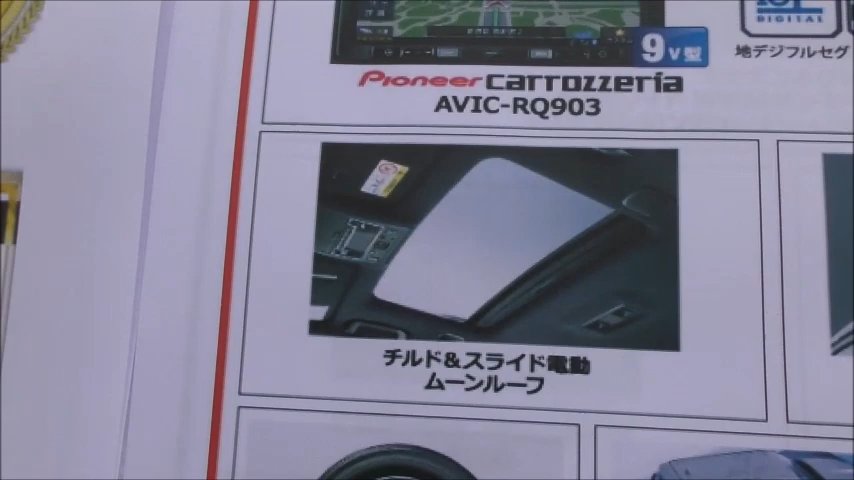 9V型
DIGITAL
地デジフルセグ
Pioneer carrozzeria
AVIC-RQ903
チルド&スライド電動
ムーンルーフ